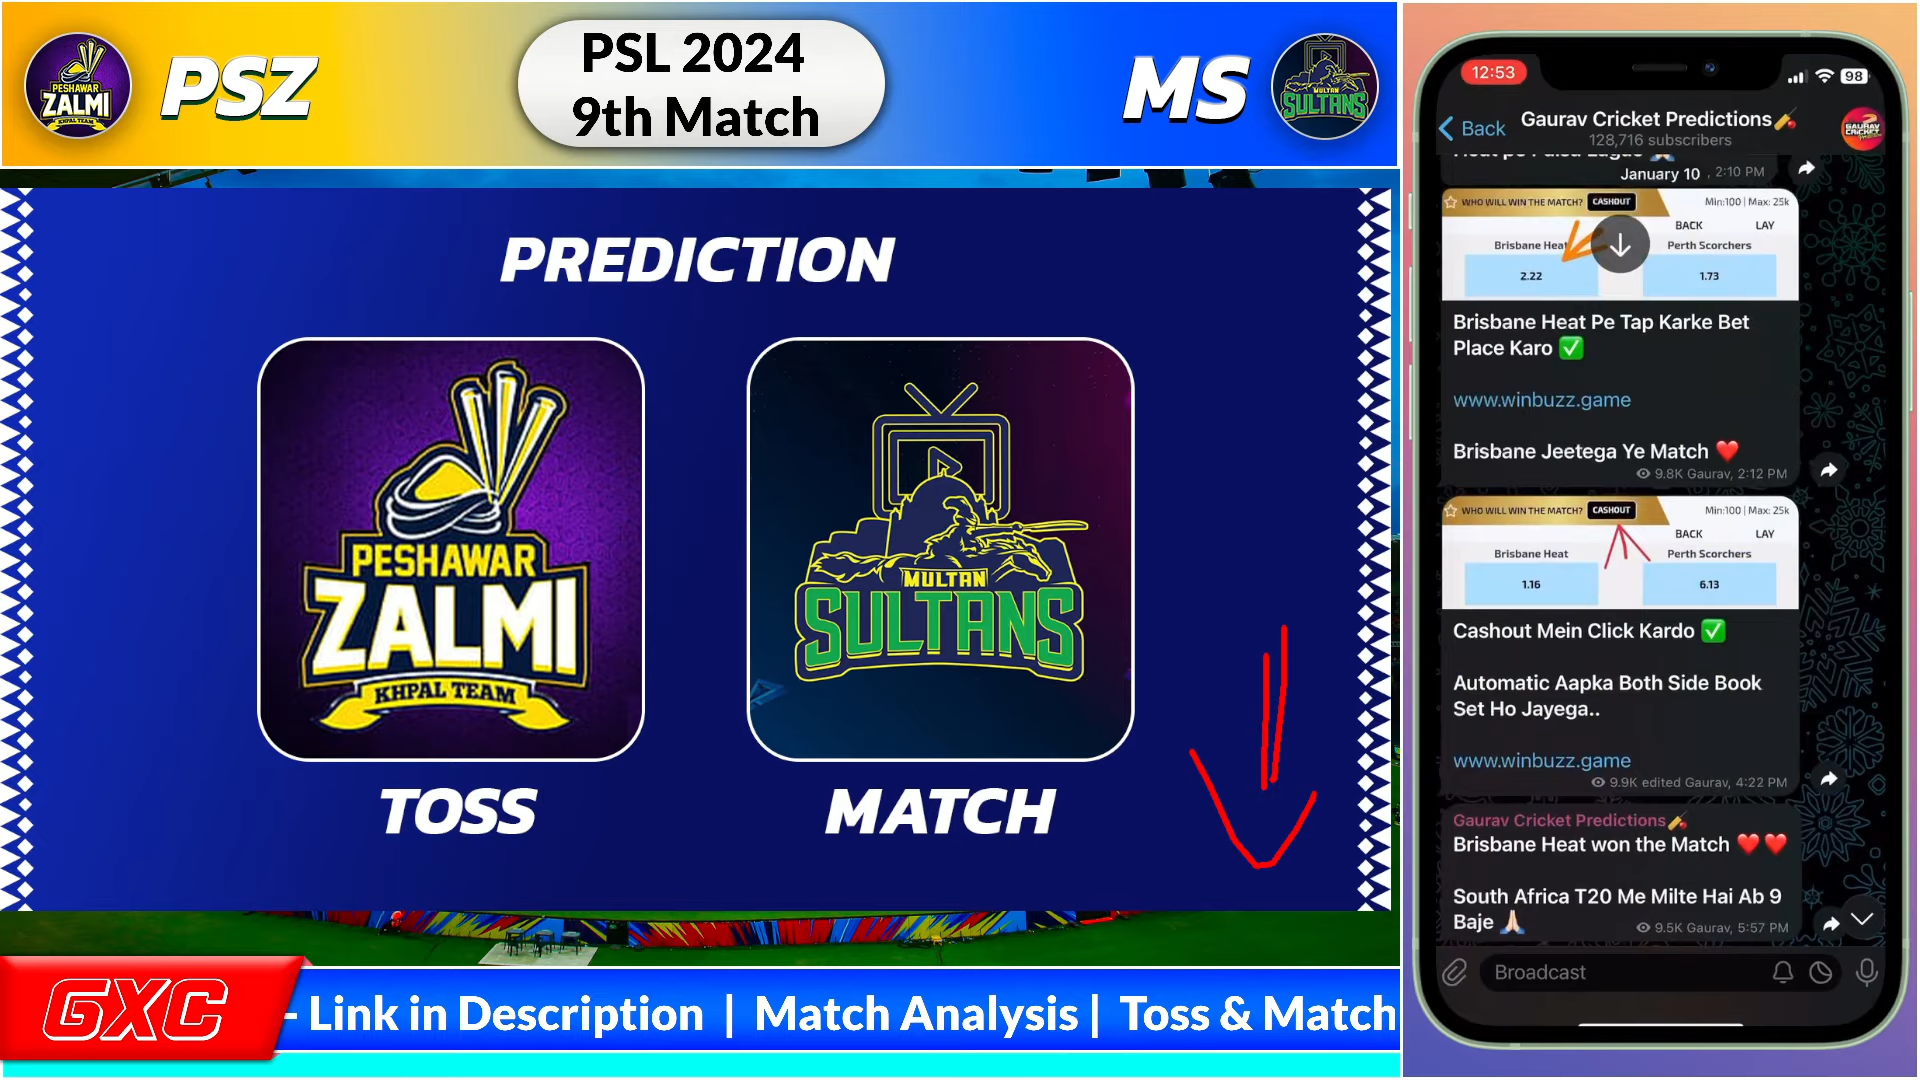 PESHAWAR
ZALMI
KHPAL TEAM
PSZ
PSL 2024
9th Match
MS
MULTAN
SULTANS
PREDICTION
PESHAWAR
ZALMI
KHPAL TEAM
MULTAN
SULTANS
TOSS
MATCH
GXC
- Link in Description | Match Analysis | Toss & Match
12:53
98
Back
Gaurav Cricket Predictions
128,716 subscribers
GAURAV
CRICKET
January 10 , 2:10 PM
WHO WILL WIN THE MATCH? CASHOUT Min:100 | Max: 25k
BACK LAY
Brisbane Heat Perth Scorchers
2.22 1.73
Brisbane Heat Pe Tap Karke Bet
Place Karo ✅
www.winbuzz.game
Brisbane Jeetega Ye Match ❤️
9.8K Gaurav, 2:12 PM
WHO WILL WIN THE MATCH? CASHOUT Min:100 | Max: 25k
BACK LAY
Brisbane Heat Perth Scorchers
1.16 6.13
Cashout Mein Click Kardo ✅
Automatic Aapka Both Side Book
Set Ho Jayega..
www.winbuzz.game
9.9K edited Gaurav, 4:22 PM
Gaurav Cricket Predictions
Brisbane Heat won the Match ❤️❤️
South Africa T20 Me Milte Hai Ab 9
Baje 🙏🏻
9.5K Gaurav, 5:57 PM
Broadcast